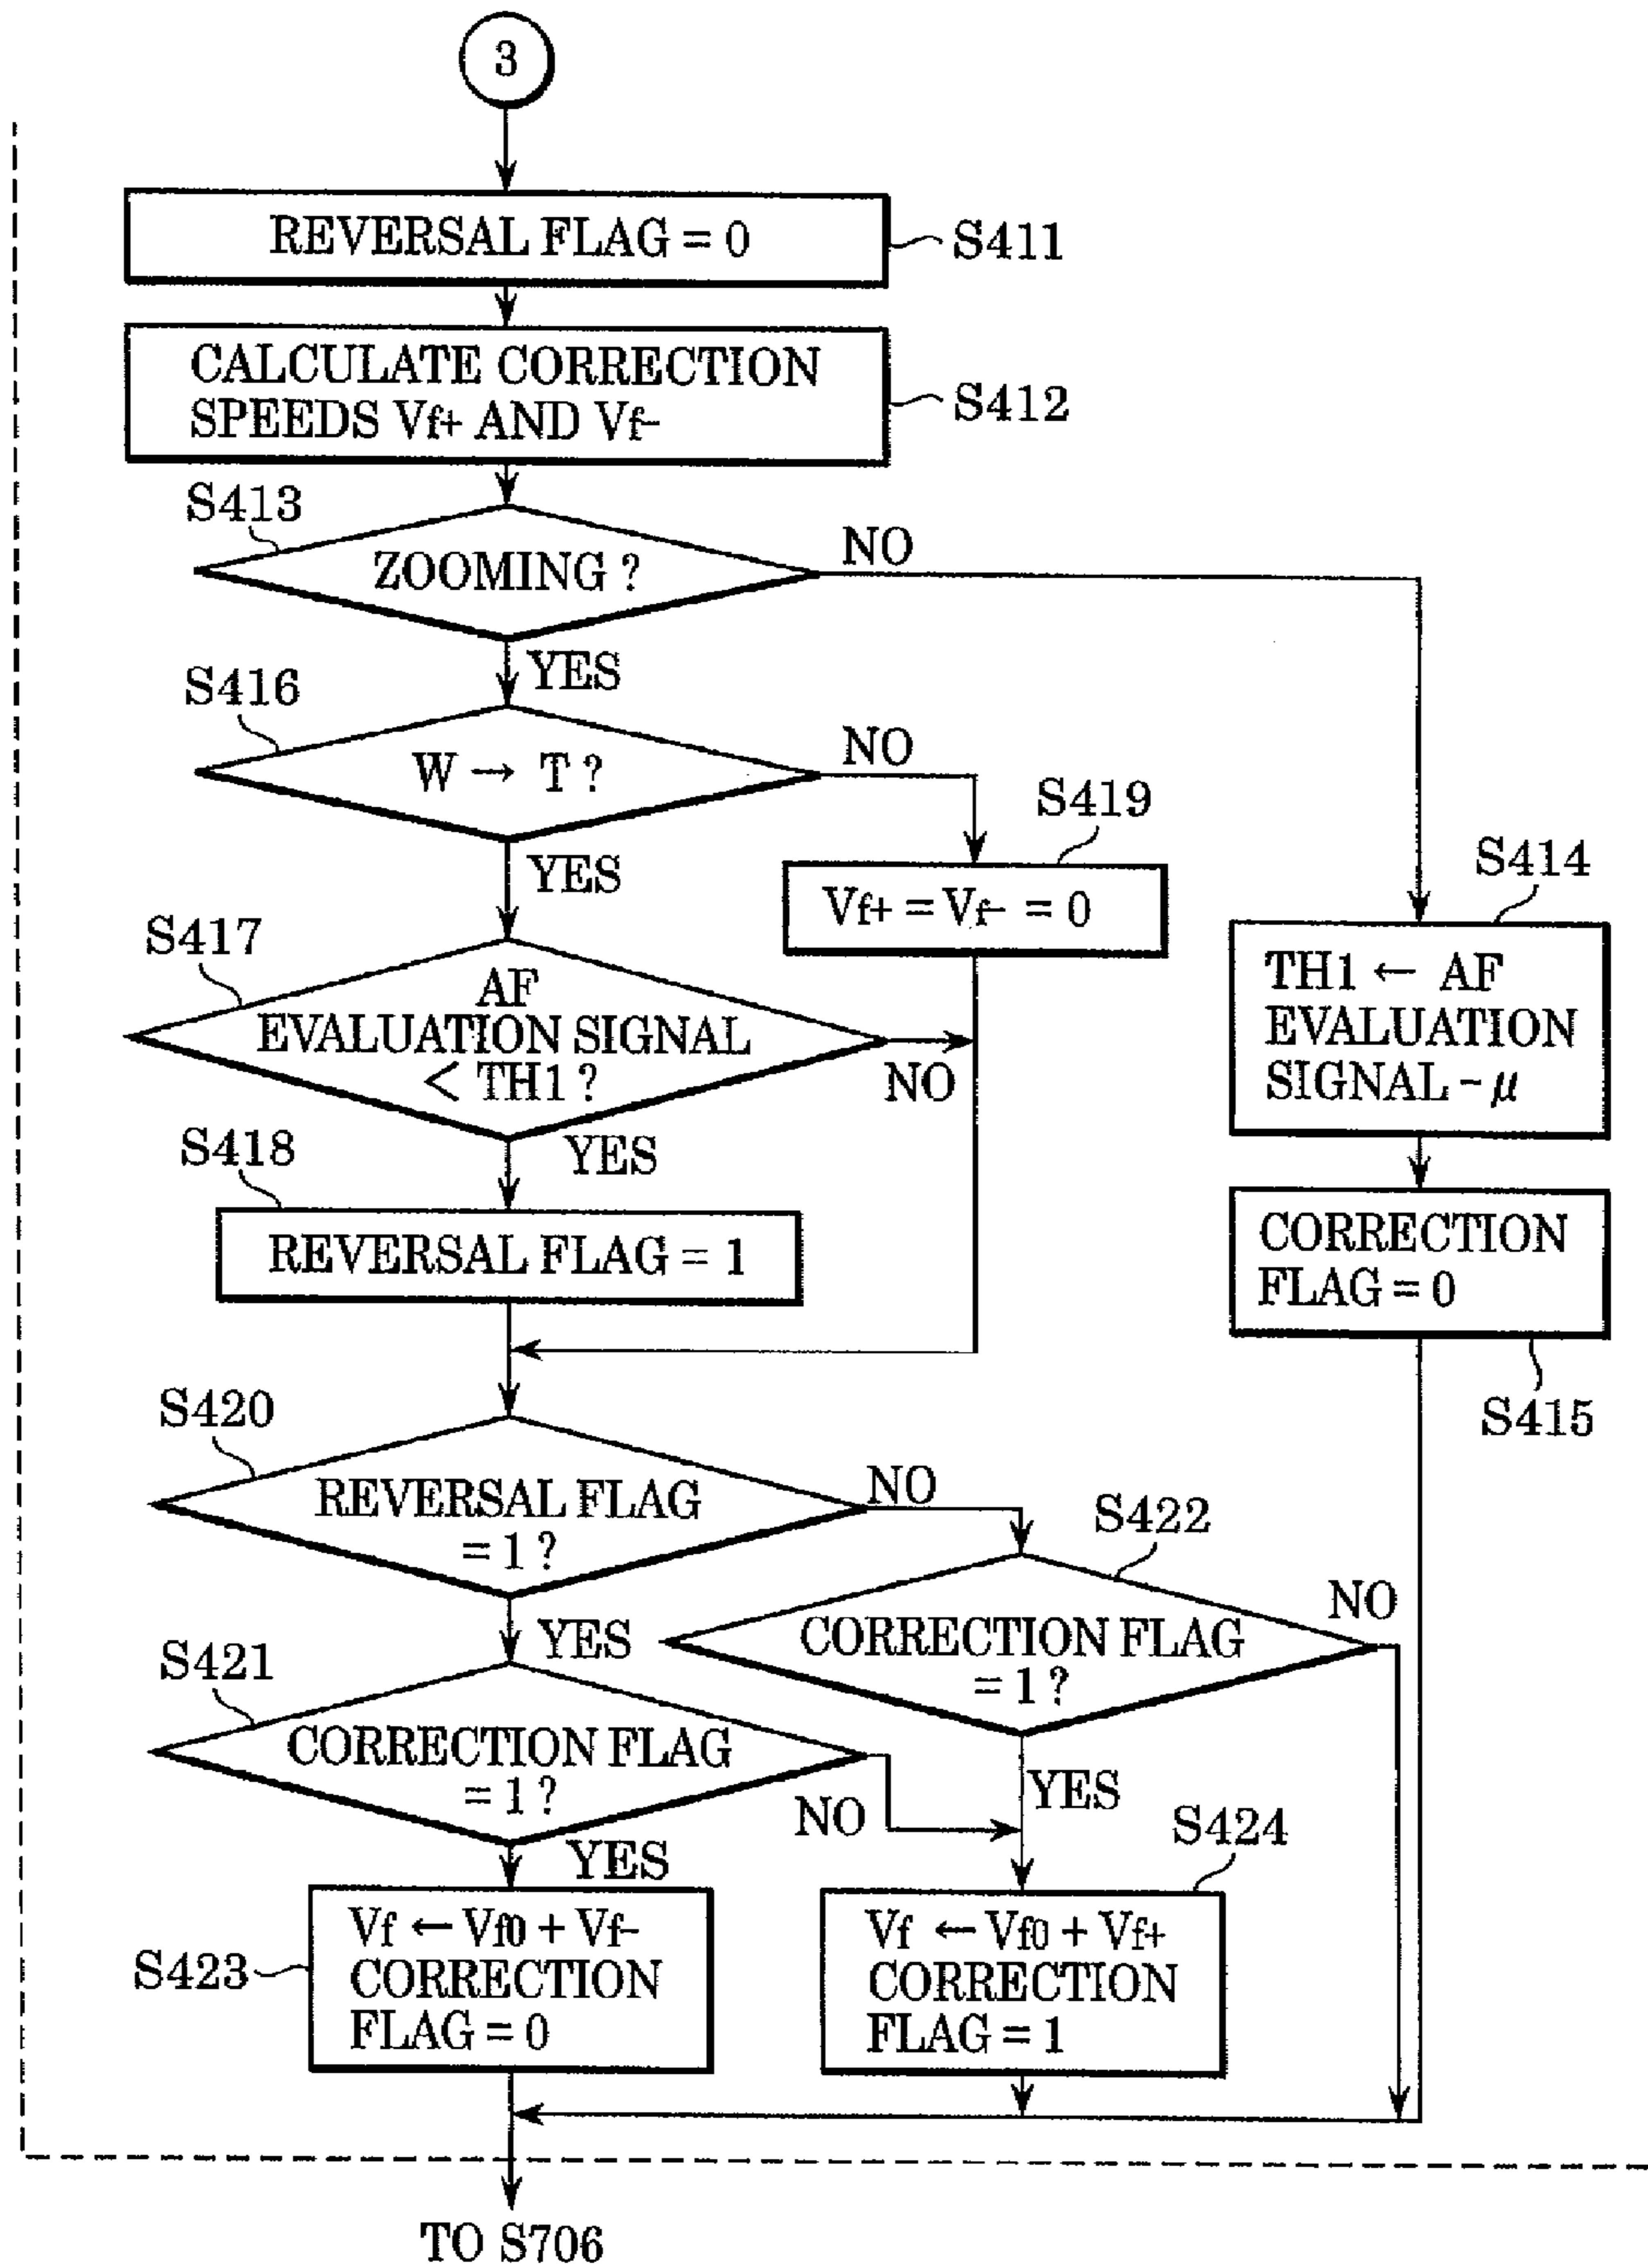 3
REVERSAL FLAG = 0
S411
CALCULATE CORRECTION
SPEEDS Vf+ AND Vf-
S412
S413
ZOOMING ?
NO
YES
S416
W → T ?
NO
YES
S419
Vf+ = Vf- = 0
S414
TH1 ← AF
EVALUATION
SIGNAL - μ
S417
AF
EVALUATION SIGNAL
< TH1 ?
NO
YES
S418
REVERSAL FLAG = 1
CORRECTION
FLAG = 0
S415
S420
REVERSAL FLAG
= 1 ?
NO
YES
S422
CORRECTION FLAG
= 1 ?
NO
YES
S421
CORRECTION FLAG
= 1 ?
NO
YES
S423
Vf ← Vf0 + Vf-
CORRECTION
FLAG = 0
S424
Vf ← Vf0 + Vf+
CORRECTION
FLAG = 1
TO S706